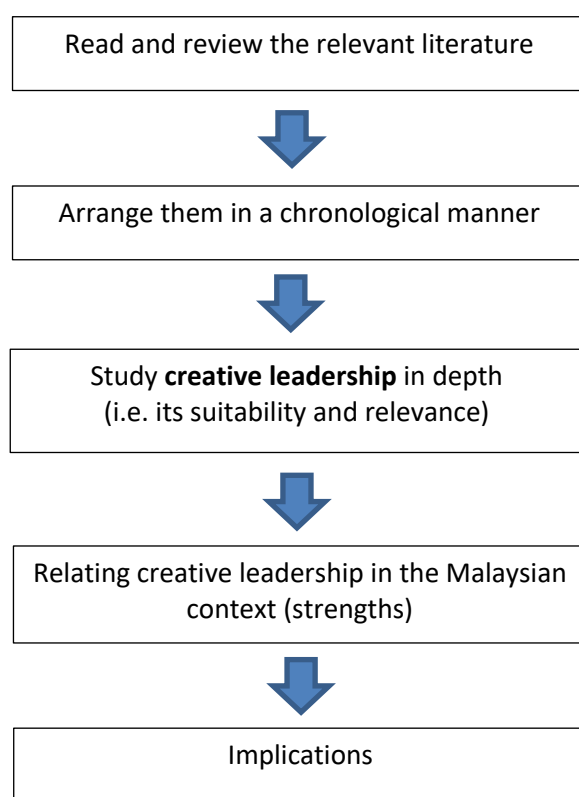 Read and review the relevant literature
Arrange them in a chronological manner
Study creative leadership in depth
(i.e. its suitability and relevance)
Relating creative leadership in the Malaysian
context (strengths)
Implications